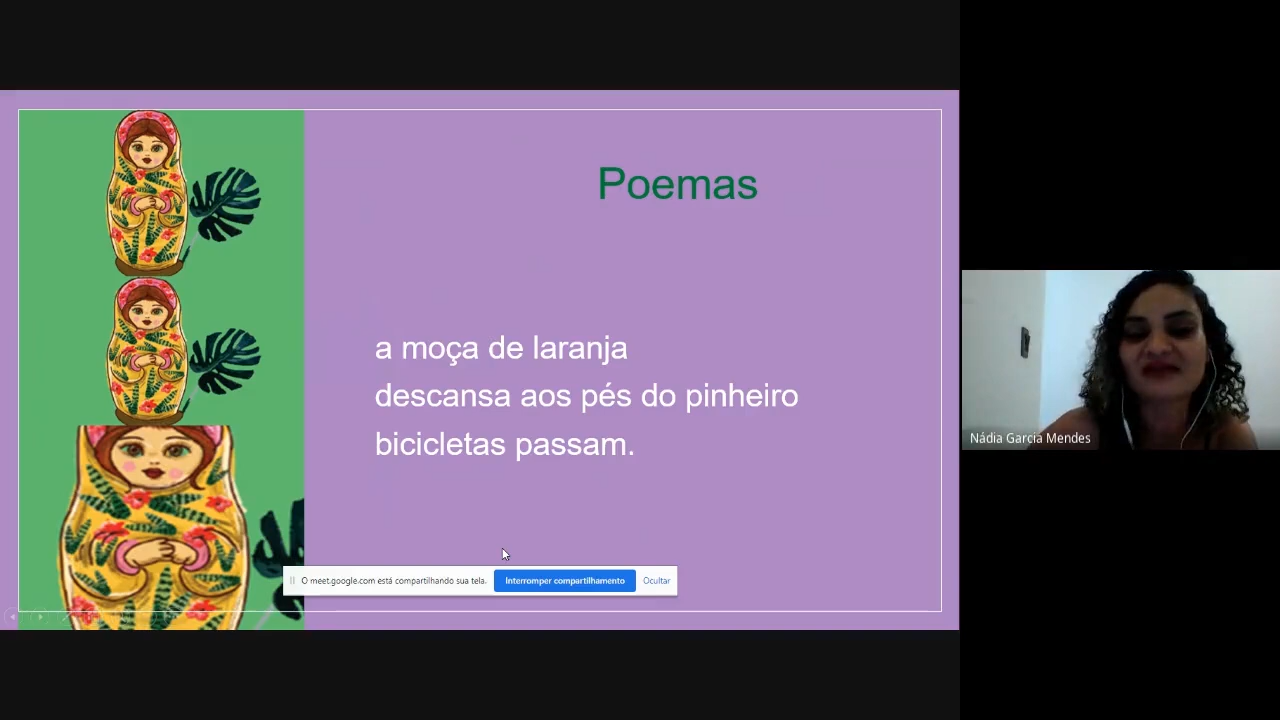 Poemas
a moça de laranja
descansa aos pés do pinheiro
bicicletas passam.
O meet.google.com está compartilhando sua tela.
Interromper compartilhamento
Ocultar
Nádia Garcia Mendes